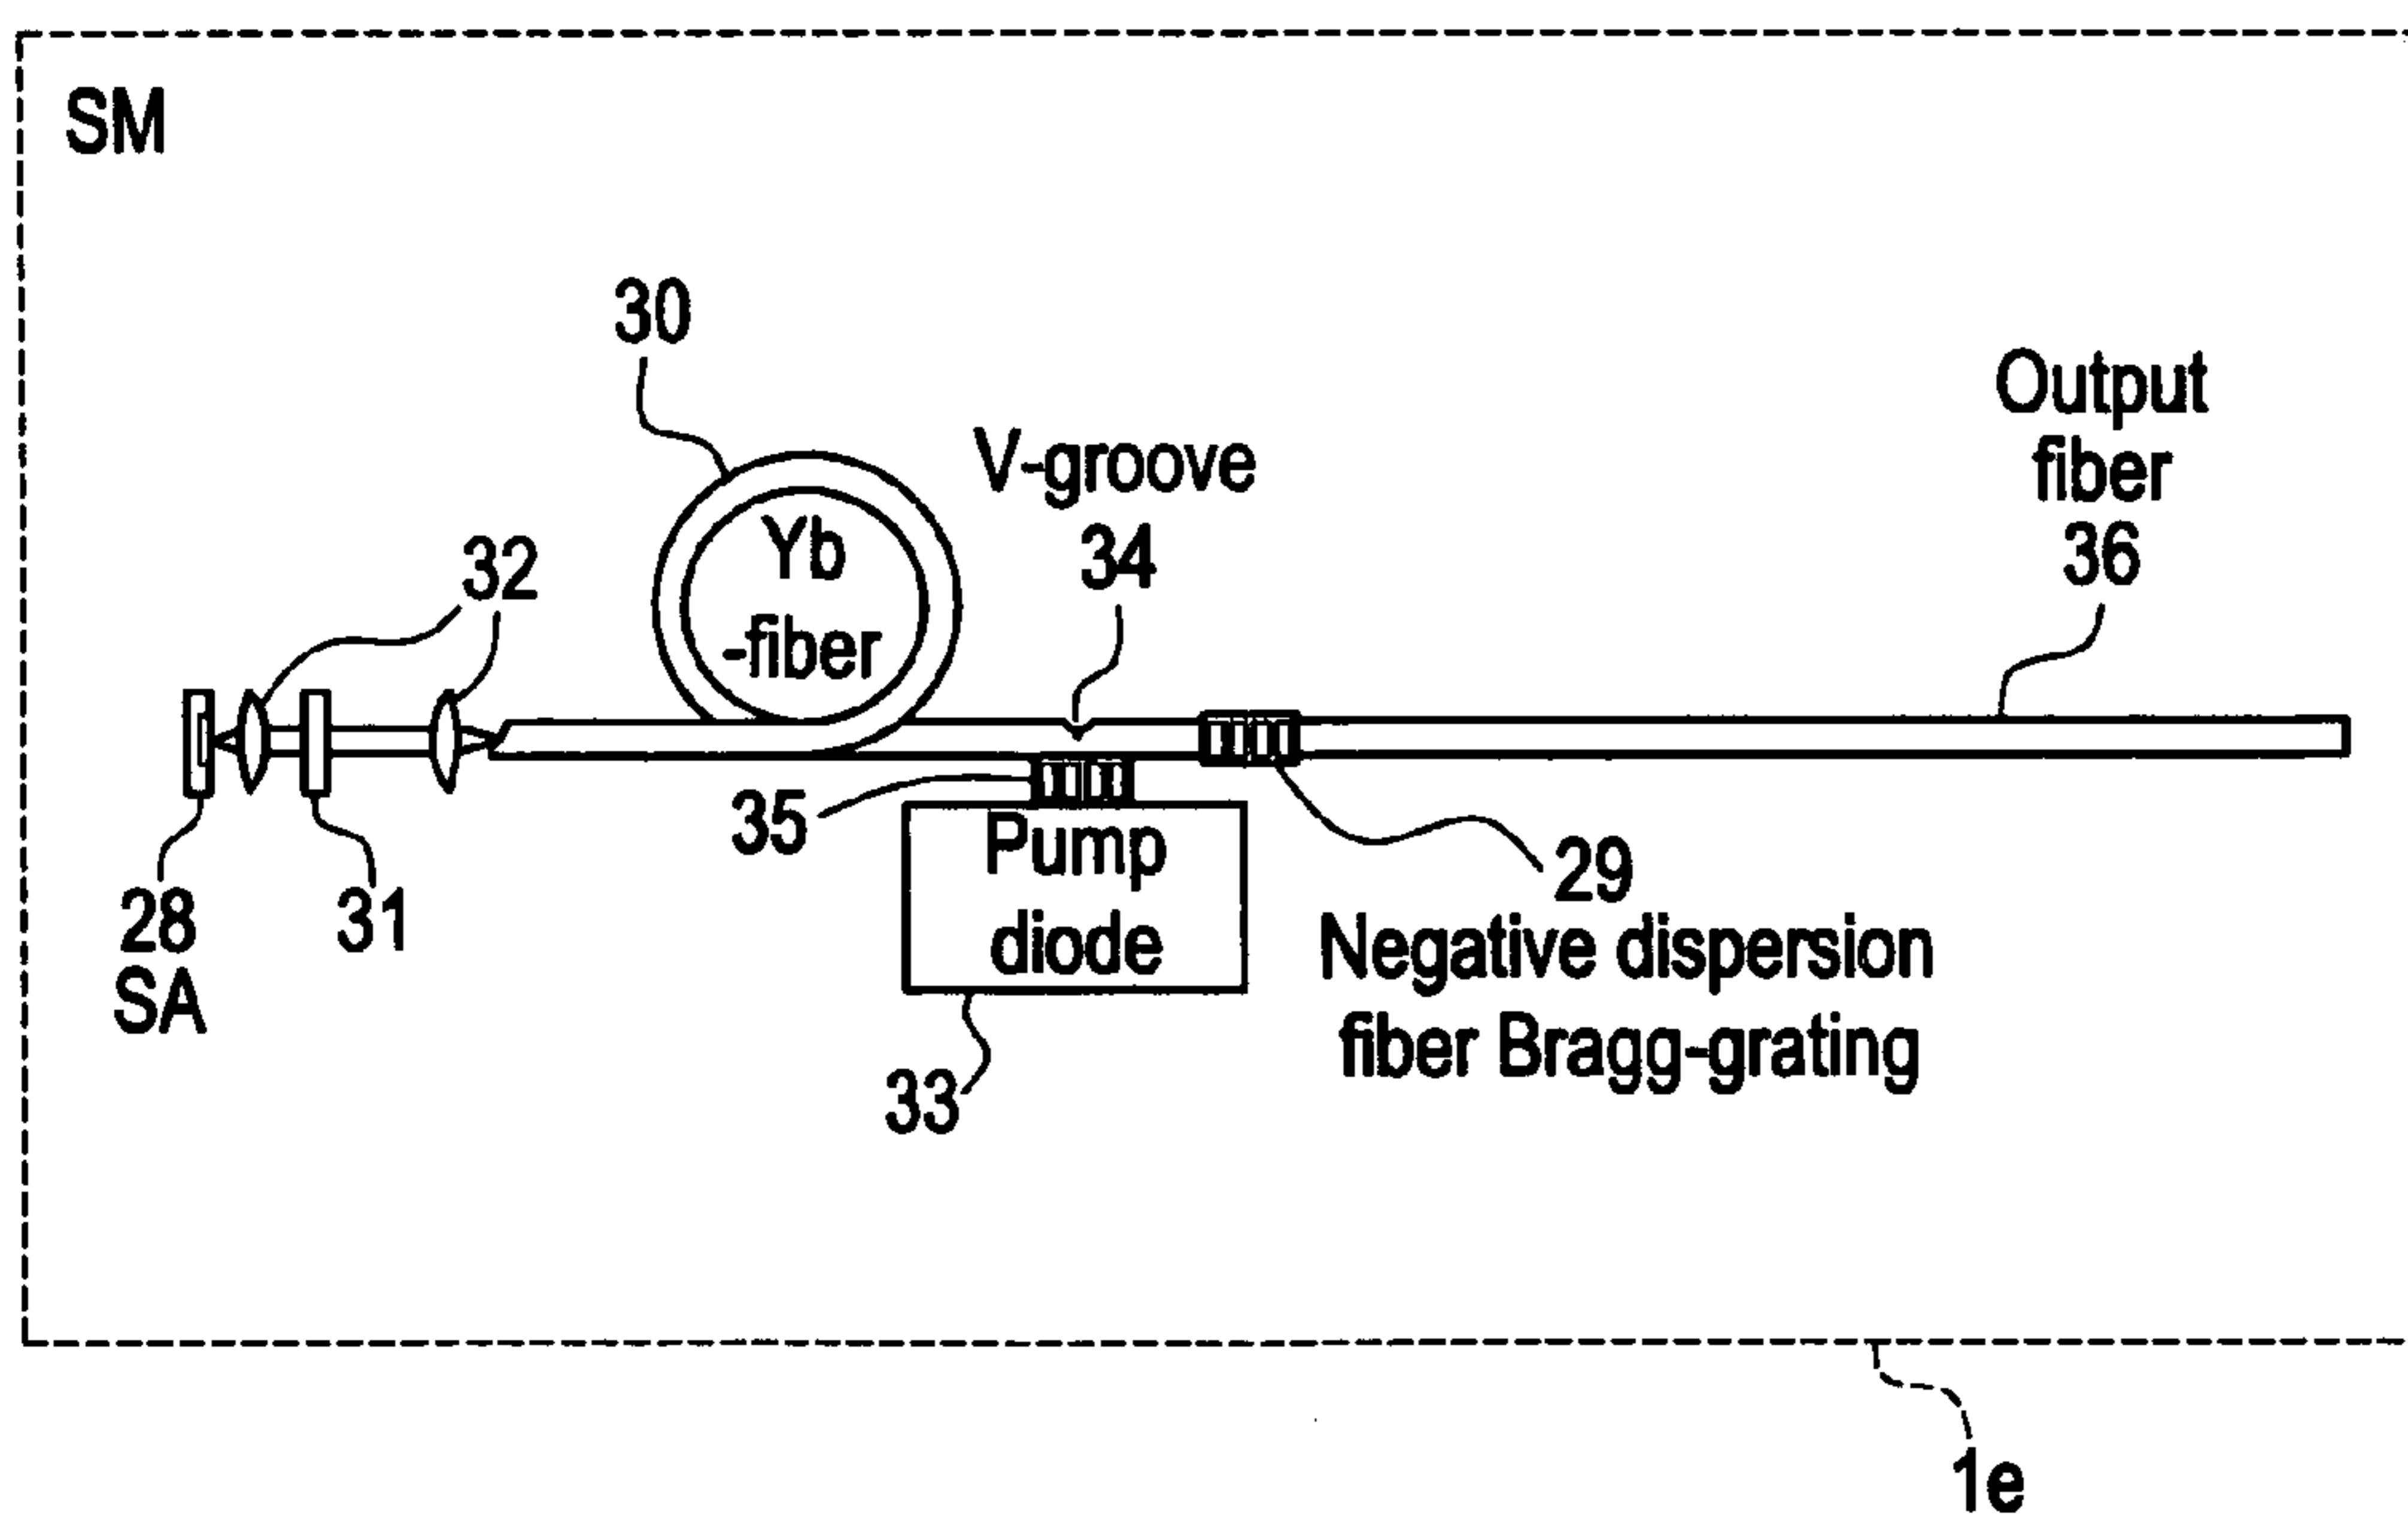 SM
30
Output
fiber
36
V-groove
34
Yb
-fiber
32
35
Pump
diode
28
SA
31
29
Negative dispersion
fiber Bragg-grating
33
1e